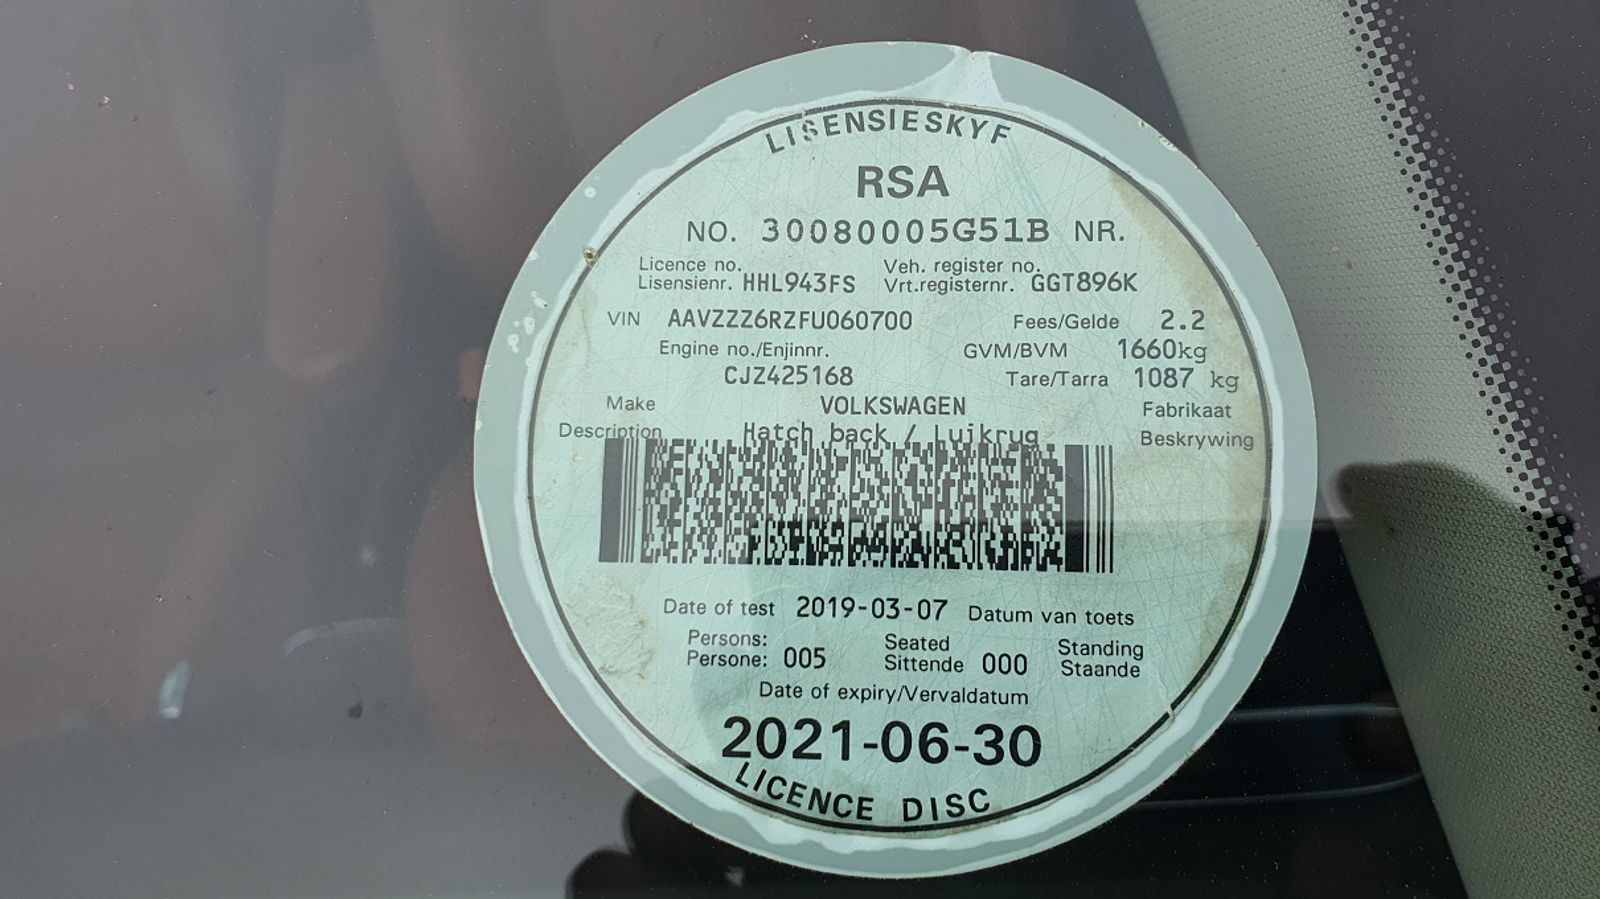 LISENSIESKYF
RSA
NO. 30080005G51B NR.
Licence no. Veh. register no.
Lisensienr. HHL943FS Vrt.registernr. GGT896K
VIN AAVZZZ6RZFU060700 Fees/Gelde 2.2
Engine no./Enjinnr. GVM/BVM 1660kg
CJZ425168 Tare/Tarra 1087 kg
Make VOLKSWAGEN Fabrikaat
Description Hatch back / Luikrug Beskrywing
Date of test 2019-03-07 Datum van toets
Persons: Seated Standing
Persone: 005 Sittende 000 Staande
Date of expiry/Vervaldatum
2021-06-30
LICENCE DISC